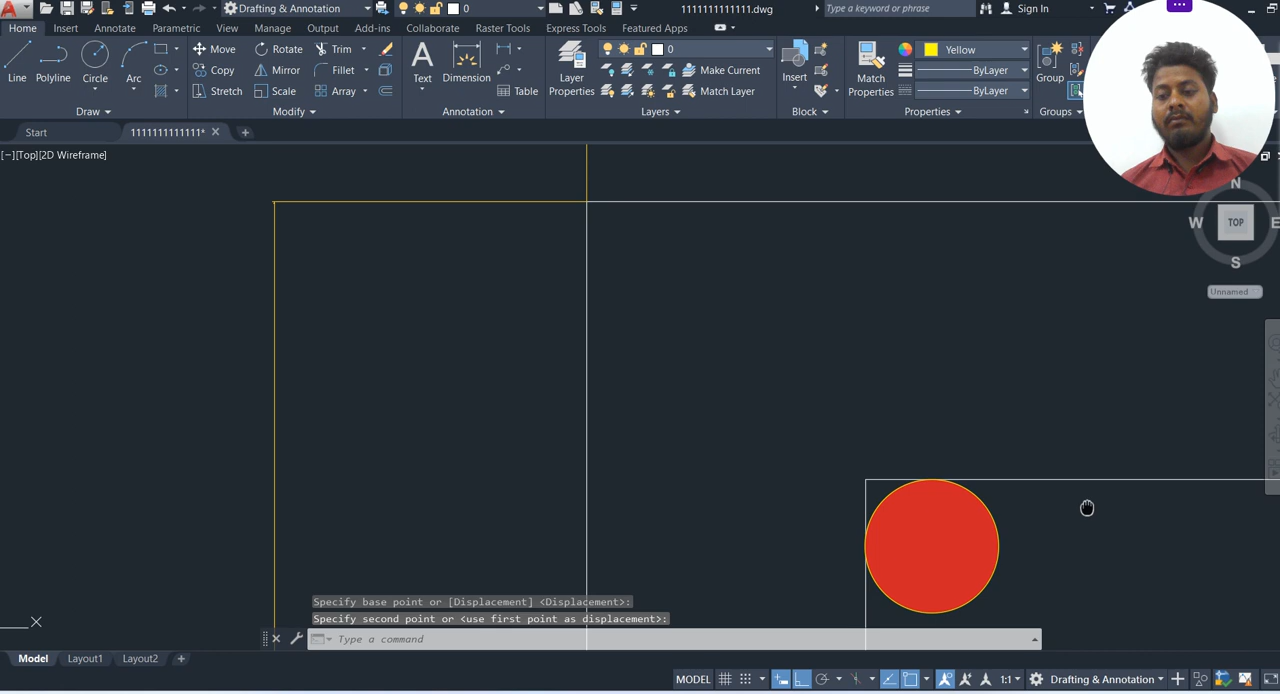 Drafting & Annotation
0
1111111111111.dwg
Type a keyword or phrase
Sign In
Home Insert Annotate Parametric View Manage Output Add-ins Collaborate Raster Tools Express Tools Featured Apps
Line Polyline Circle Arc
Move Rotate Trim
Copy Mirror Fillet
Stretch Scale Array
Text Dimension Table
Layer Properties
0
Make Current
Match Layer
Insert
Match Properties
Yellow
ByLayer
ByLayer
Group
Draw Modify Annotation Layers Block Properties Groups
Start 1111111111111*
[−][Top][2D Wireframe]
N
W TOP E
S
Unnamed
Specify base point or [Displacement] <Displacement>:
Specify second point or <use first point as displacement>:
Type a command
X
Model Layout1 Layout2
MODEL 1:1 Drafting & Annotation